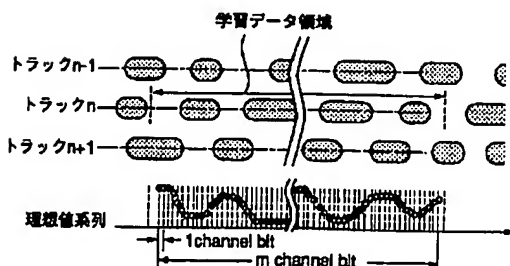 学習データ領域
トラックn-1
トラックn
トラックn+1
理想値系列
1channel bit
m channel bit